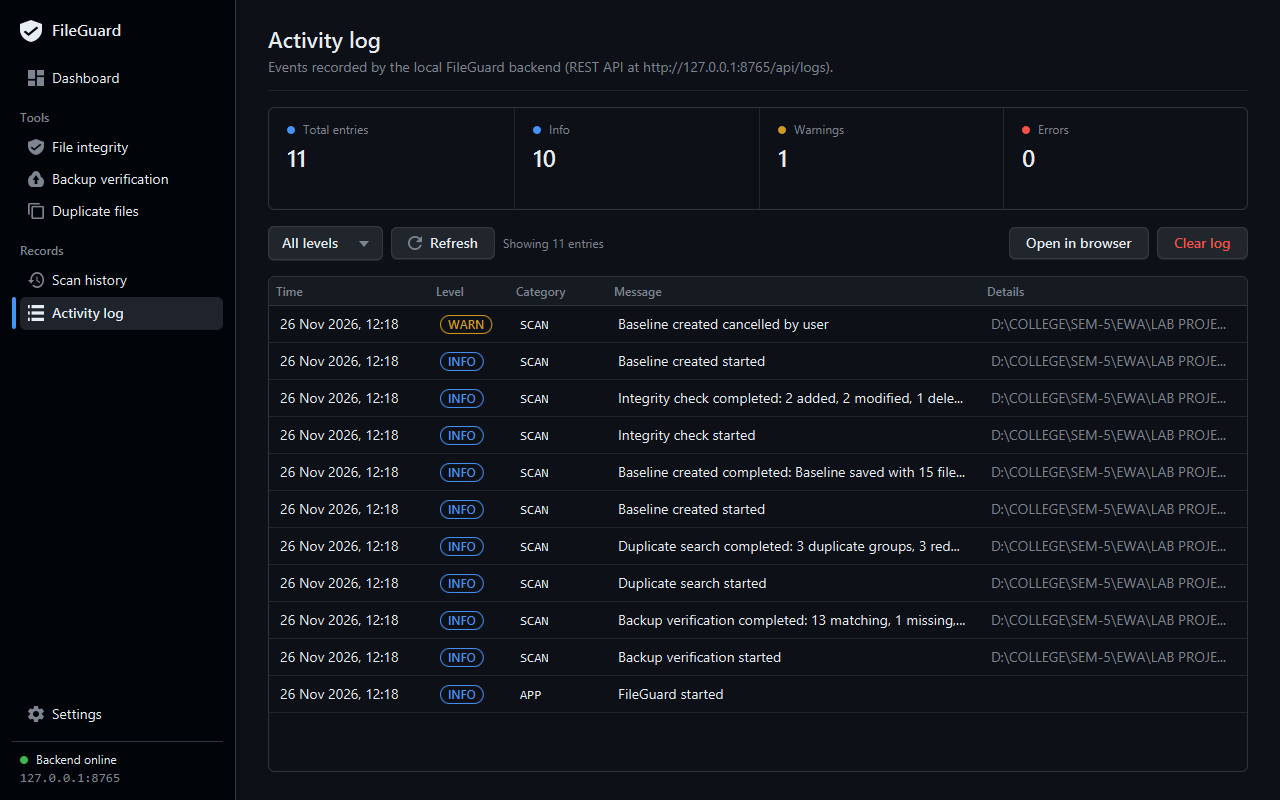 FileGuard
Dashboard
Tools
File integrity
Backup verification
Duplicate files
Records
Scan history
Activity log
Settings
Backend online
127.0.0.1:8765
Activity log
Events recorded by the local FileGuard backend (REST API at http://127.0.0.1:8765/api/logs).
Total entries Info Warnings Errors
11 10 1 0
All levels Refresh Showing 11 entries Open in browser Clear log
Time Level Category Message Details
26 Nov 2026, 12:18 WARN SCAN Baseline created cancelled by user D:\COLLEGE\SEM-5\EWA\LAB PROJE...
26 Nov 2026, 12:18 INFO SCAN Baseline created started D:\COLLEGE\SEM-5\EWA\LAB PROJE...
26 Nov 2026, 12:18 INFO SCAN Integrity check completed: 2 added, 2 modified, 1 dele... D:\COLLEGE\SEM-5\EWA\LAB PROJE...
26 Nov 2026, 12:18 INFO SCAN Integrity check started D:\COLLEGE\SEM-5\EWA\LAB PROJE...
26 Nov 2026, 12:18 INFO SCAN Baseline created completed: Baseline saved with 15 file... D:\COLLEGE\SEM-5\EWA\LAB PROJE...
26 Nov 2026, 12:18 INFO SCAN Baseline created started D:\COLLEGE\SEM-5\EWA\LAB PROJE...
26 Nov 2026, 12:18 INFO SCAN Duplicate search completed: 3 duplicate groups, 3 red... D:\COLLEGE\SEM-5\EWA\LAB PROJE...
26 Nov 2026, 12:18 INFO SCAN Duplicate search started D:\COLLEGE\SEM-5\EWA\LAB PROJE...
26 Nov 2026, 12:18 INFO SCAN Backup verification completed: 13 matching, 1 missing,... D:\COLLEGE\SEM-5\EWA\LAB PROJE...
26 Nov 2026, 12:18 INFO SCAN Backup verification started D:\COLLEGE\SEM-5\EWA\LAB PROJE...
26 Nov 2026, 12:18 INFO APP FileGuard started